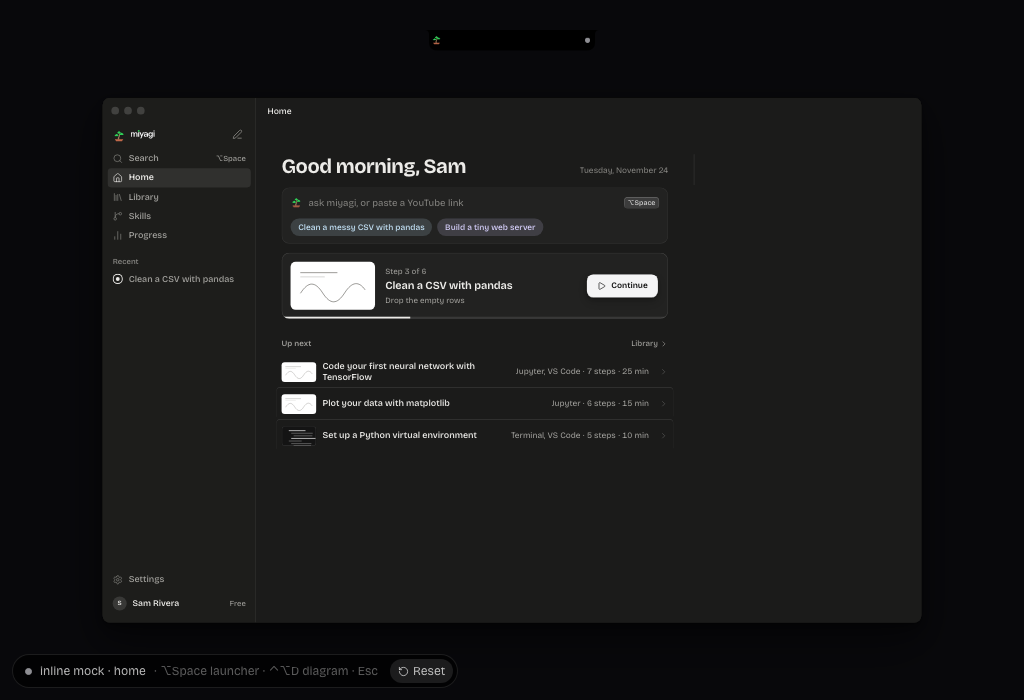 Home
miyagi
Search ⌥Space
Home
Library
Skills
Progress
Recent
Clean a CSV with pandas
Settings
S Sam Rivera Free
Good morning, Sam Tuesday, November 24
ask miyagi, or paste a YouTube link ⌥Space
Clean a messy CSV with pandas Build a tiny web server
Step 3 of 6
Clean a CSV with pandas
Drop the empty rows
Continue
Up next Library
Code your first neural network with
TensorFlow
Jupyter, VS Code · 7 steps · 25 min
Plot your data with matplotlib Jupyter · 6 steps · 15 min
Set up a Python virtual environment Terminal, VS Code · 5 steps · 10 min
inline mock · home · ⌥Space launcher · ^⌥D diagram · Esc Reset